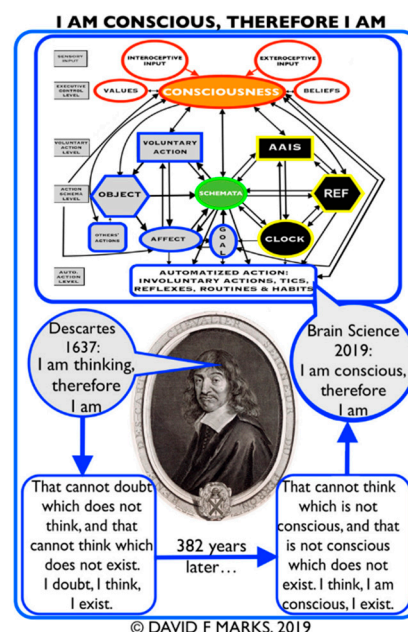 I AM CONSCIOUS, THEREFORE I AM
SENSORY INPUT
INTEROCEPTIVE INPUT
EXTEROCEPTIVE INPUT
EXECUTIVE CONTROL LEVEL
VALUES
CONSCIOUSNESS
BELIEFS
VOLUNTARY ACTION LEVEL
VOLUNTARY
ACTION
AAIS
ACTION SCHEMA LEVEL
OBJECT
SCHEMATA
REF
OTHERS'
ACTIONS
AFFECT
GOAL
CLOCK
AUTO-
ACTION
LEVEL
AUTOMATIZED ACTION:
INVOLUNTARY ACTIONS, TICS,
REFLEXES, ROUTINES & HABITS
Descartes
1637:
I am thinking,
therefore
I am
Brain Science
2019:
I am conscious,
therefore
I am
That cannot doubt
which does not
think, and that
cannot think which
does not exist.
I doubt, I think,
I exist.
382 years
later…
That cannot think
which is not
conscious, and that
is not conscious
which does not
exist. I think, I am
conscious, I exist.
© DAVID F MARKS, 2019